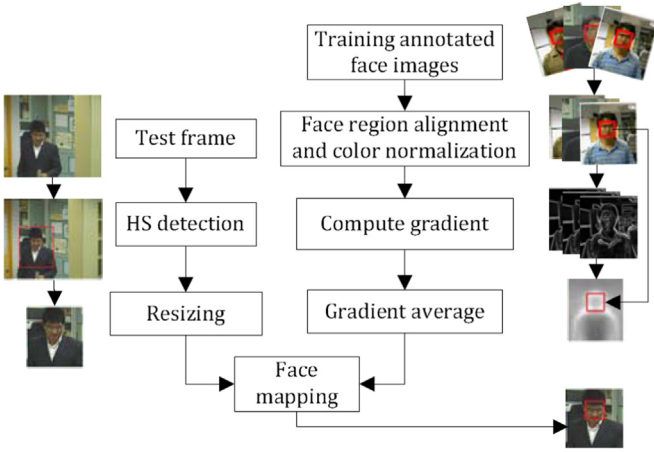 Training annotated
face images
Test frame
Face region alignment
and color normalization
HS detection
Compute gradient
Resizing
Gradient average
Face
mapping